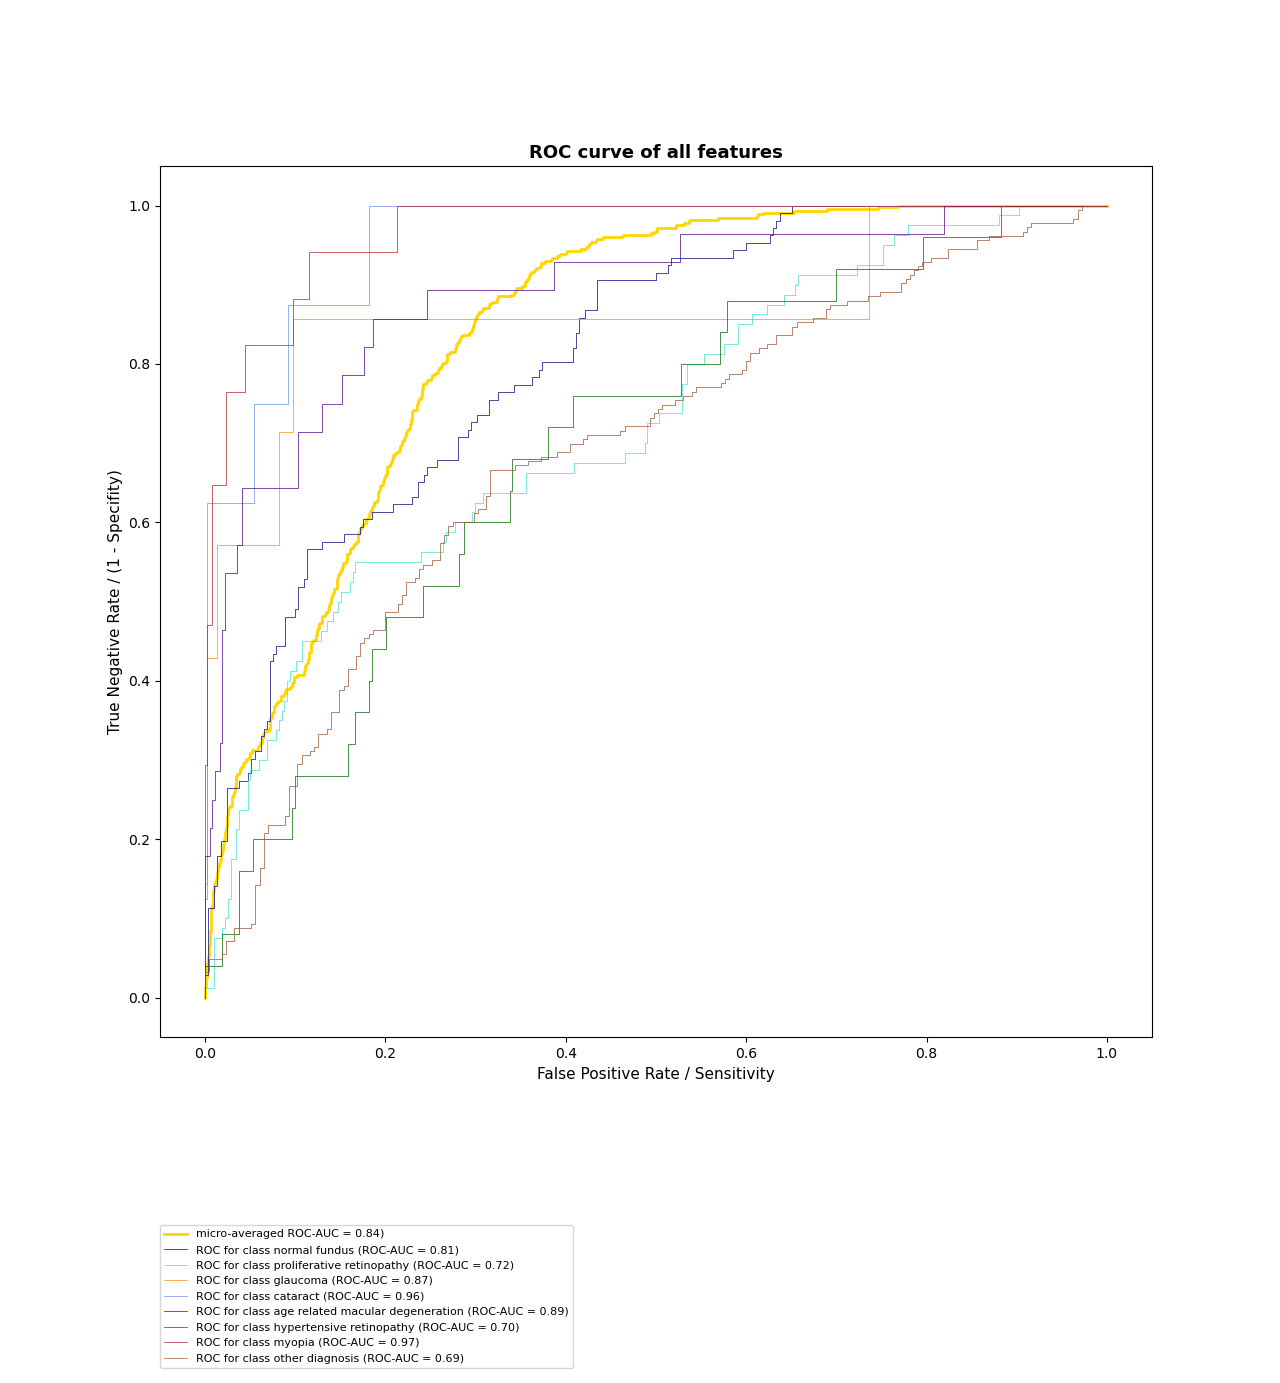 ROC curve of all features
1.0
0.8
0.6
0.4
0.2
0.0
True Negative Rate / (1 - Specifity)
0.0 0.2 0.4 0.6 0.8 1.0
False Positive Rate / Sensitivity
micro-averaged ROC-AUC = 0.84)
ROC for class normal fundus (ROC-AUC = 0.81)
ROC for class proliferative retinopathy (ROC-AUC = 0.72)
ROC for class glaucoma (ROC-AUC = 0.87)
ROC for class cataract (ROC-AUC = 0.96)
ROC for class age related macular degeneration (ROC-AUC = 0.89)
ROC for class hypertensive retinopathy (ROC-AUC = 0.70)
ROC for class myopia (ROC-AUC = 0.97)
ROC for class other diagnosis (ROC-AUC = 0.69)